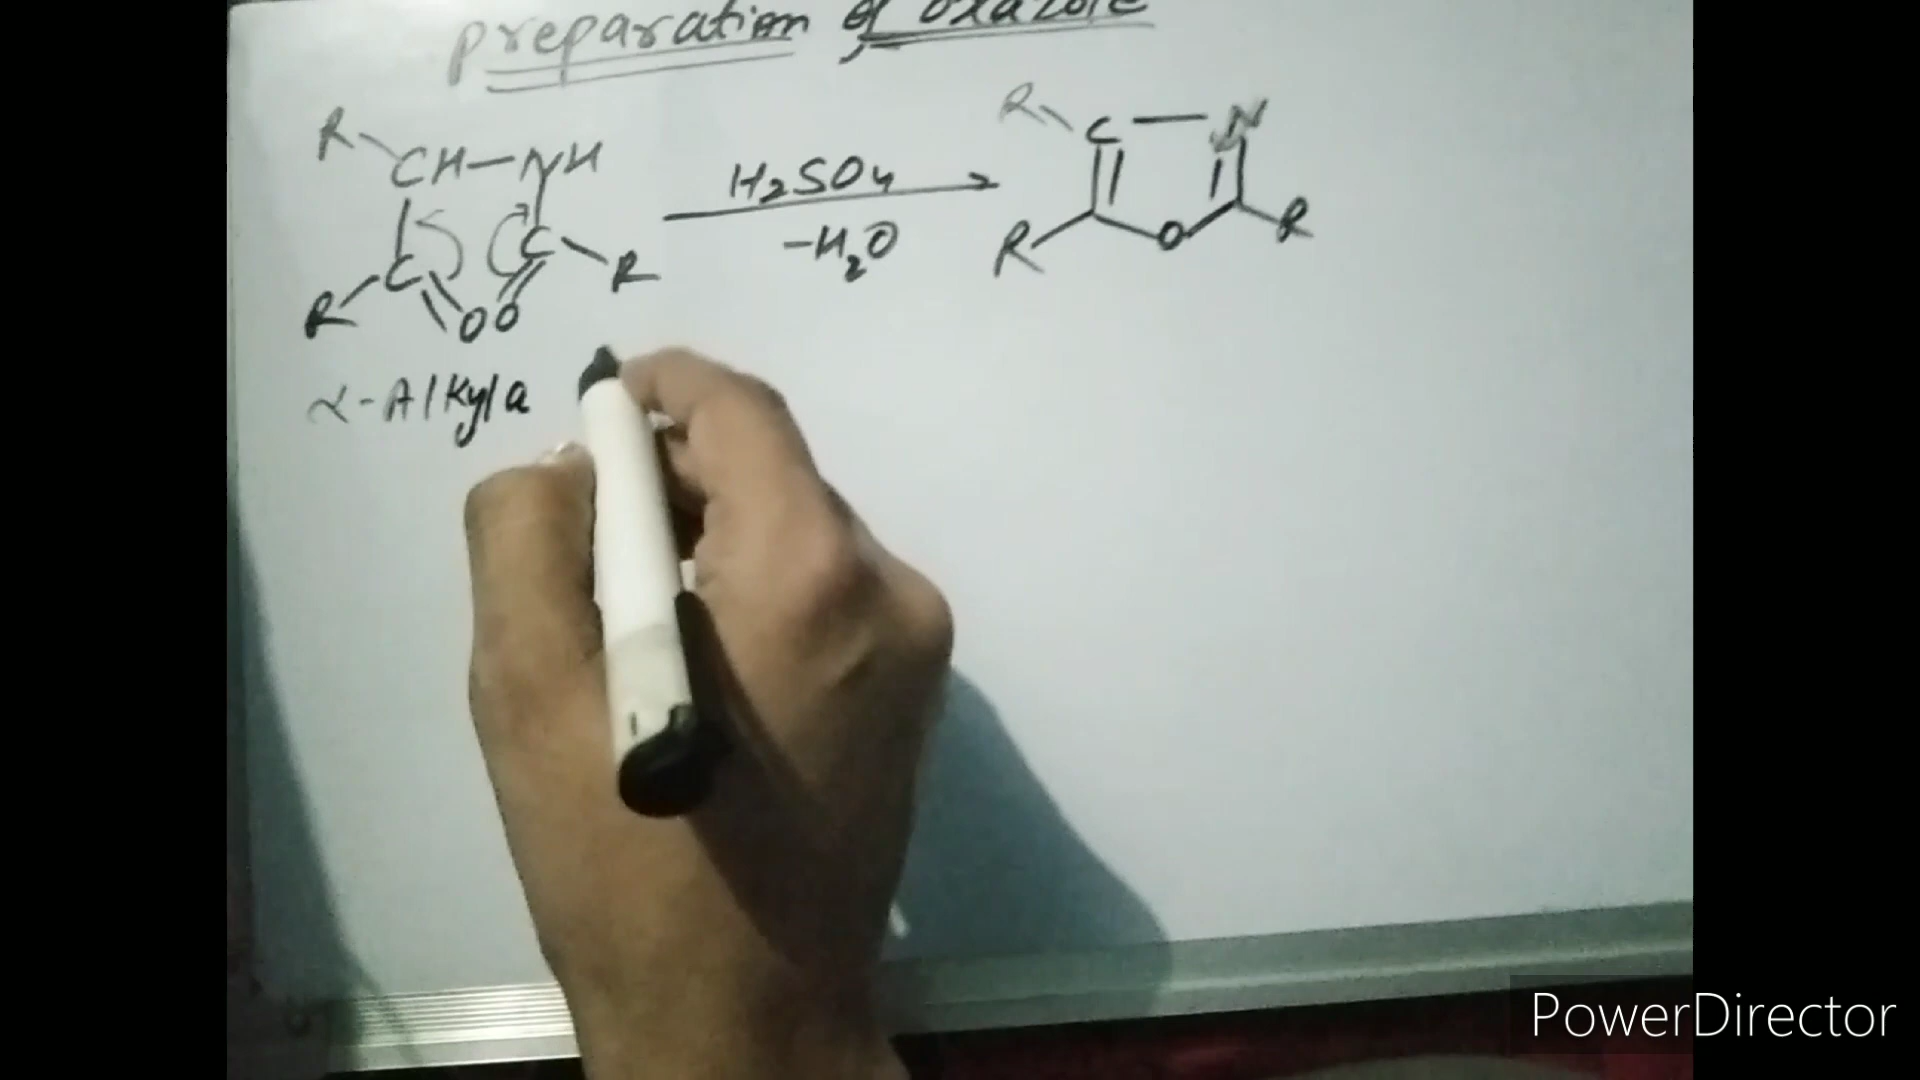 preparation of oxazole
R
CH-NH
R C C R
O O
H2SO4
-H2O
R C N
R O R
α-Alkyla
PowerDirector